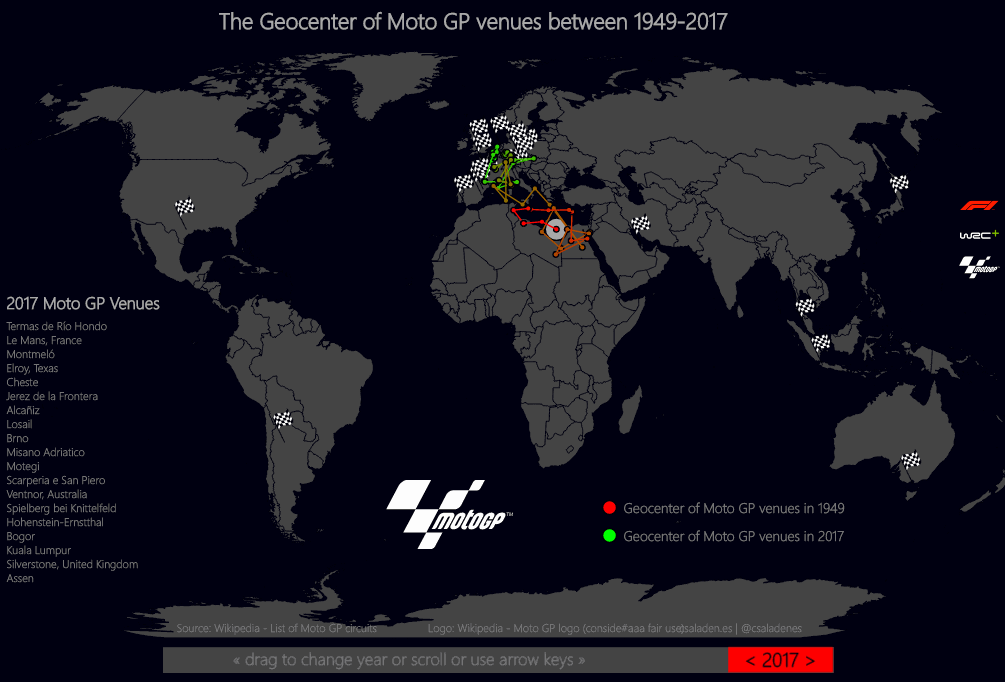 The Geocenter of Moto GP venues between 1949-2017
F1
WRC+
motoGP
2017 Moto GP Venues
Termas de Río Hondo
Le Mans, France
Montmeló
Elroy, Texas
Cheste
Jerez de la Frontera
Alcañiz
Losail
Brno
Misano Adriatico
Motegi
Scarperia e San Piero
Ventnor, Australia
Spielberg bei Knittelfeld
Hohenstein-Ernstthal
Bogor
Kuala Lumpur
Silverstone, United Kingdom
Assen
motoGP™
Geocenter of Moto GP venues in 1949
Geocenter of Moto GP venues in 2017
Source: Wikipedia - List of Moto GP circuits
Logo: Wikipedia - Moto GP logo (conside#aaa fair use) csaladen.es | @csaladenes
« drag to change year or scroll or use arrow keys »
< 2017 >